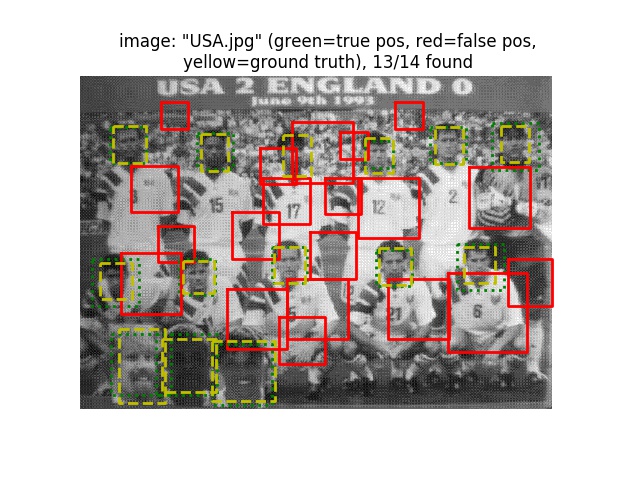 image: "USA.jpg" (green=true pos, red=false pos,
yellow=ground truth), 13/14 found
USA 2 ENGLAND 0
June 9th 1993
15
17
12
2
21
6